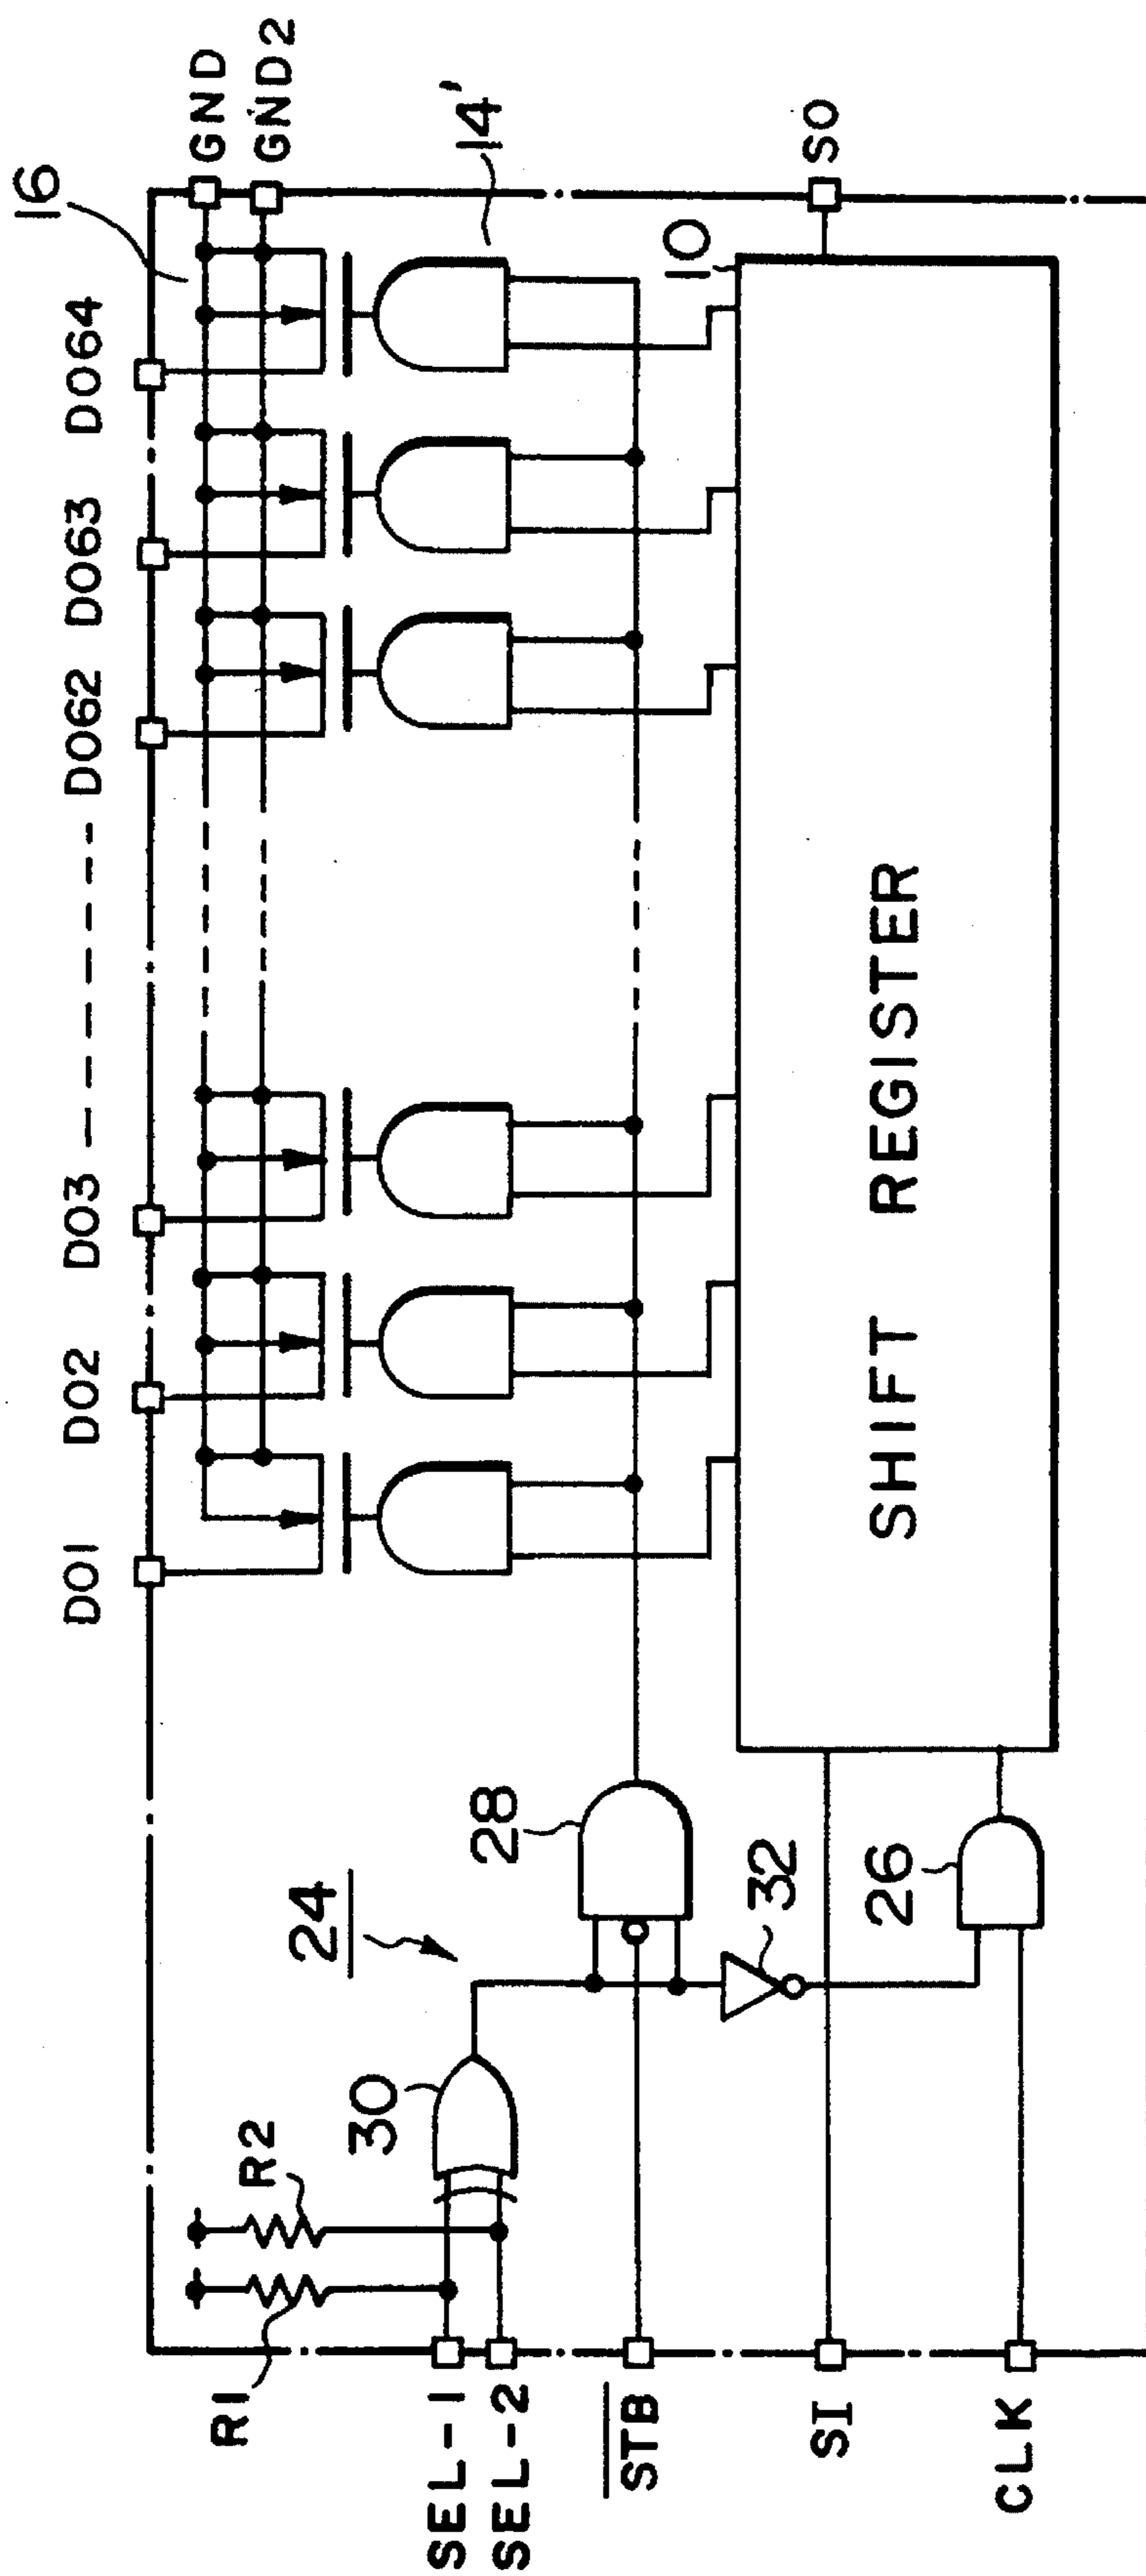 DO1 DO2 DO3 ------ DO62 DO63 DO64
16
GND
GND2
14'
R1
R2
SEL-1
SEL-2
30
24
28
STB
32
10
SO
SI
SHIFT REGISTER
26
CLK